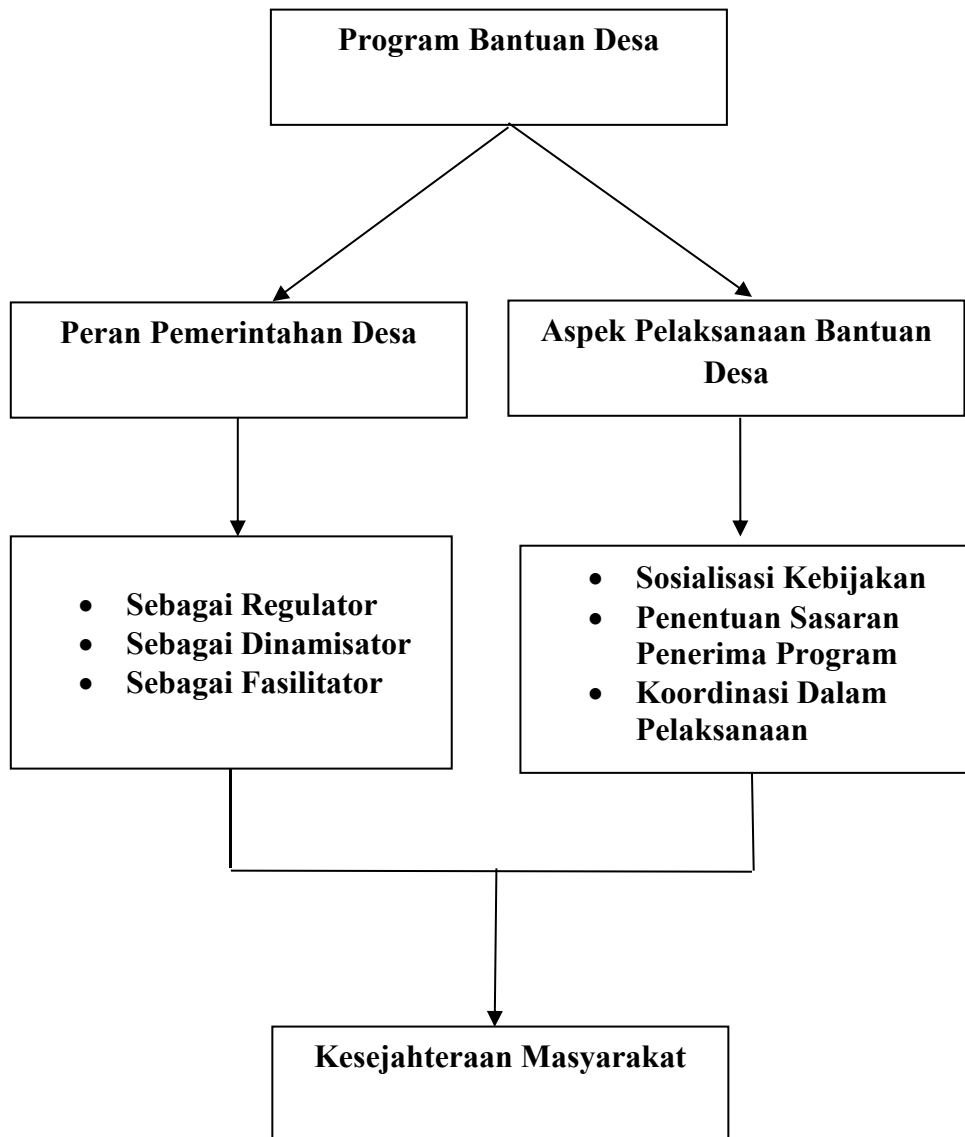 Program Bantuan Desa
Peran Pemerintahan Desa
Aspek Pelaksanaan Bantuan
Desa
• Sebagai Regulator
• Sebagai Dinamisator
• Sebagai Fasilitator
• Sosialisasi Kebijakan
• Penentuan Sasaran
Penerima Program
• Koordinasi Dalam
Pelaksanaan
Kesejahteraan Masyarakat